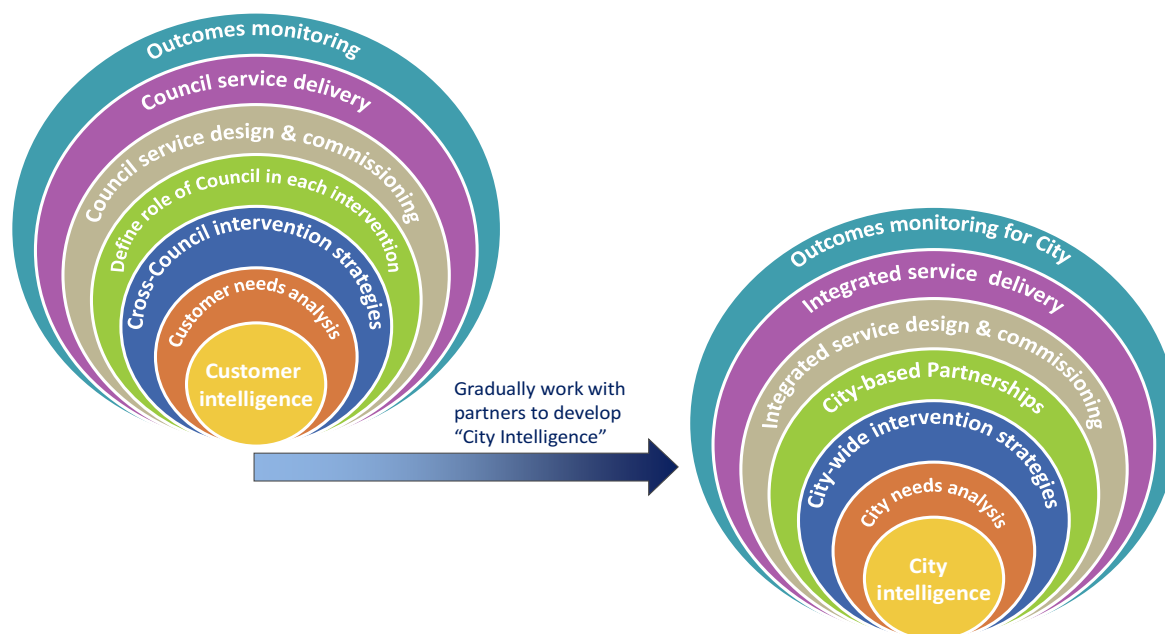 Outcomes monitoring
Council service delivery
Council service design & commissioning
Define role of Council in each intervention
Cross-Council intervention strategies
Customer needs analysis
Customer
intelligence
Gradually work with
partners to develop
“City Intelligence”
Outcomes monitoring for City
Integrated service delivery
Integrated service design & commissioning
City-based Partnerships
City-wide intervention strategies
City needs analysis
City
intelligence